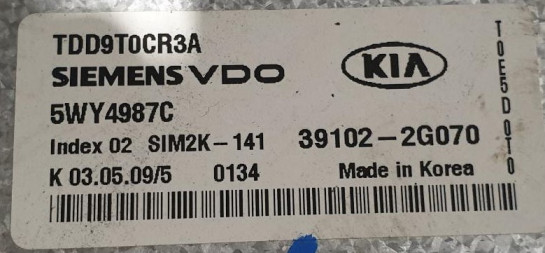 TDD9T0CR3A
SIEMENS VDO
KIA
5WY4987C
Index 02 SIM2K-141 39102-2G070
K 03.05.09/5 0134 Made in Korea
T0E5D0T0